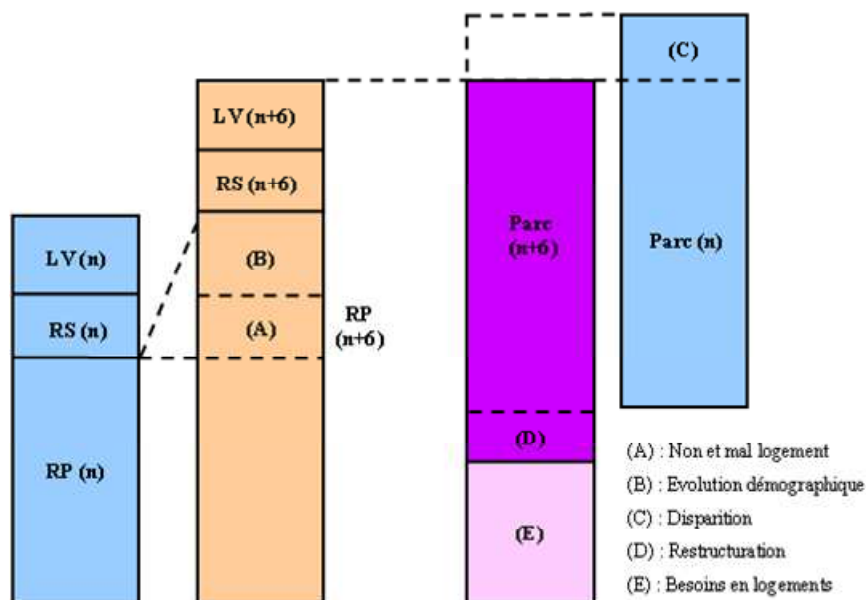 (C)
LV (n+6)
RS (n+6)
Parc
(n+6)
Parc (n)
LV (n)
(B)
RS (n)
(A)
RP
(n+6)
RP (n)
(D)
(E)
(A) : Non et mal logement
(B) : Evolution démographique
(C) : Disparition
(D) : Restructuration
(E) : Besoins en logements